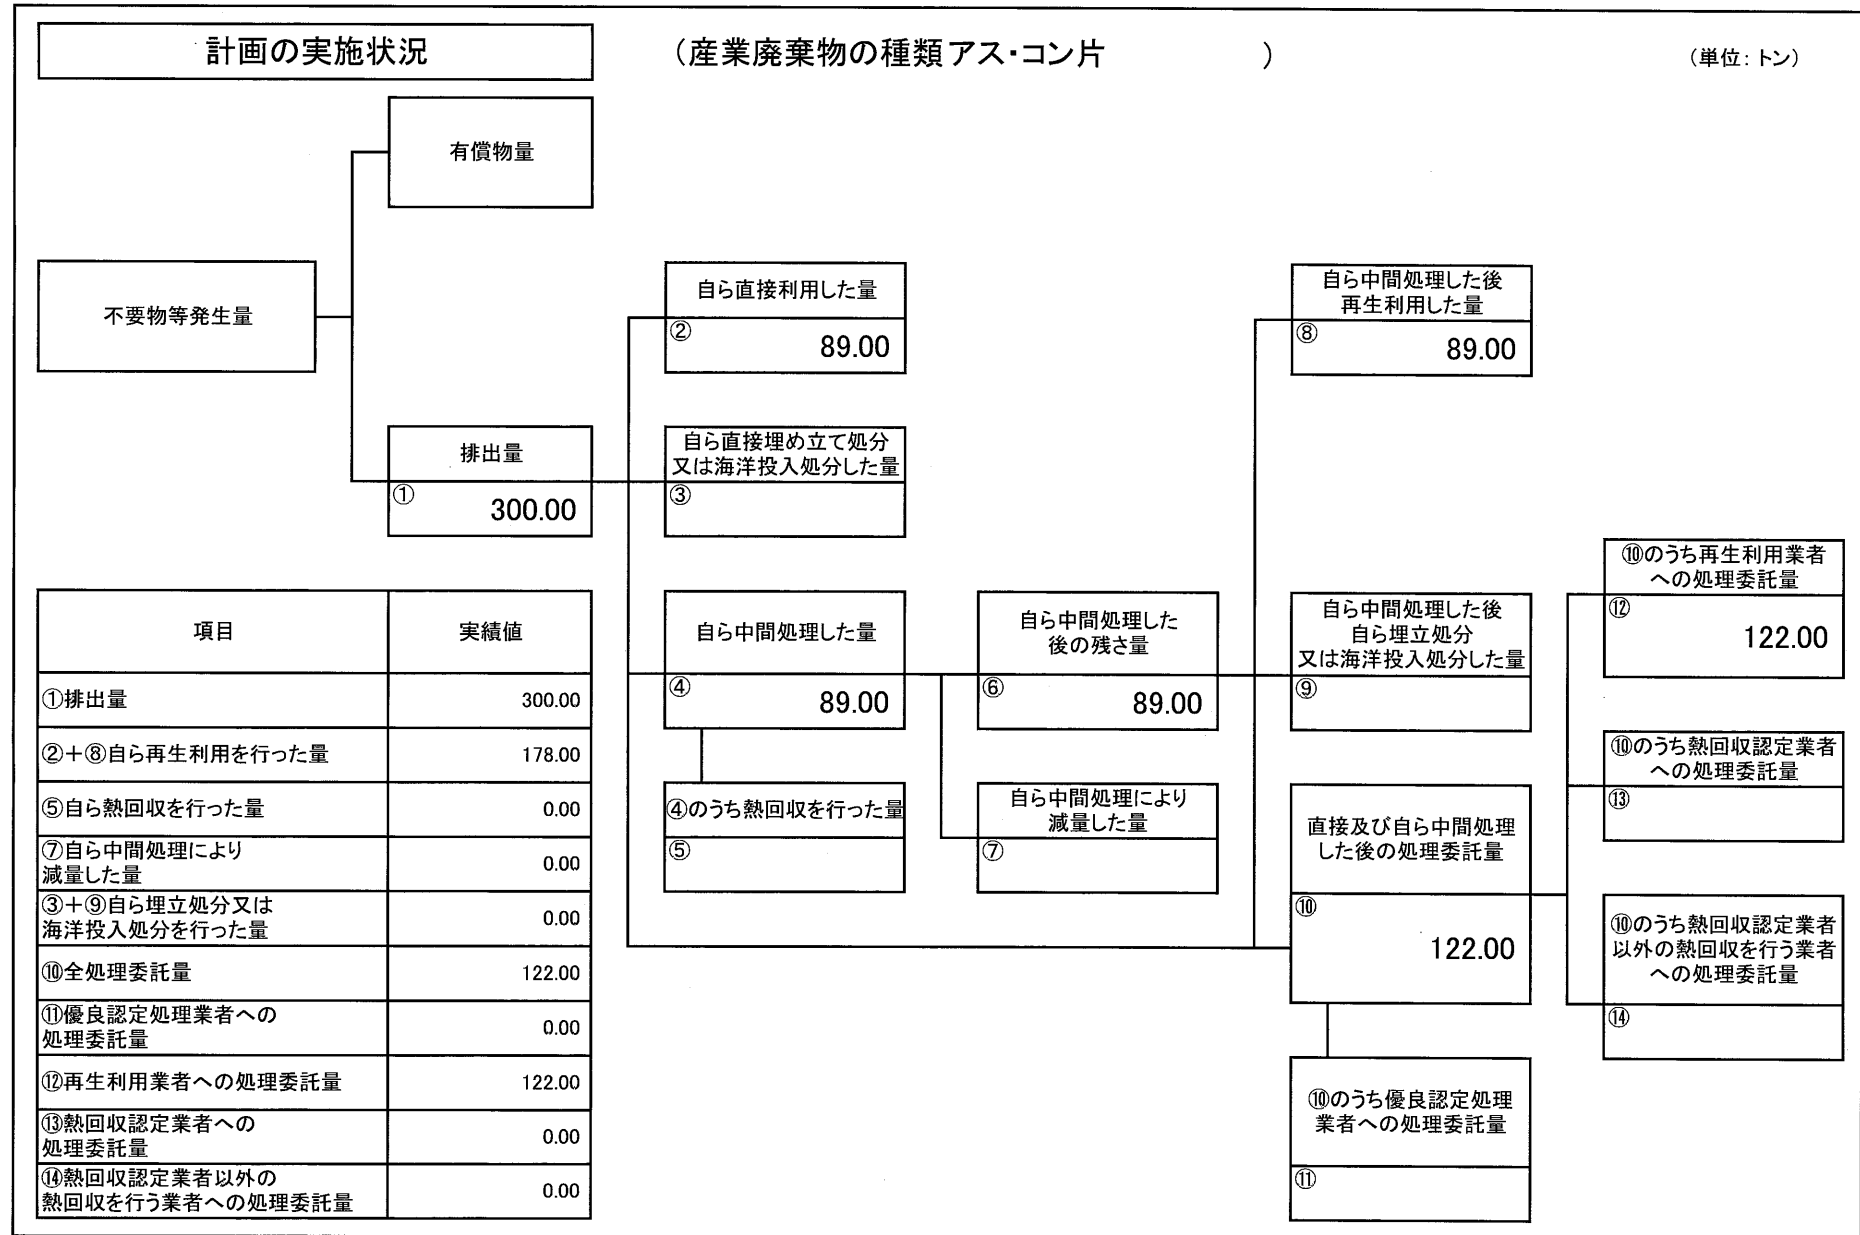 計画の実施状況
（産業廃棄物の種類アス・コン片　　　　　）
（単位：トン）
有償物量
不要物等発生量
自ら直接利用した量
② 89.00
自ら中間処理した後
再生利用した量
⑧ 89.00
排出量
① 300.00
自ら直接埋め立て処分
又は海洋投入処分した量
③
⑩のうち再生利用業者
への処理委託量
⑫ 122.00
自ら中間処理した量
④ 89.00
自ら中間処理した
後の残さ量
⑥ 89.00
自ら中間処理した後
自ら埋立処分
又は海洋投入処分した量
⑨
⑩のうち熱回収認定業者
への処理委託量
⑬
④のうち熱回収を行った量
⑤
自ら中間処理により
減量した量
⑦
直接及び自ら中間処理
した後の処理委託量
⑩ 122.00
⑩のうち熱回収認定業者
以外の熱回収を行う業者
への処理委託量
⑭
⑩のうち優良認定処理
業者への処理委託量
⑪
項目 実績値
①排出量 300.00
②＋⑧自ら再生利用を行った量 178.00
⑤自ら熱回収を行った量 0.00
⑦自ら中間処理により
減量した量 0.00
③＋⑨自ら埋立処分又は
海洋投入処分を行った量 0.00
⑩全処理委託量 122.00
⑪優良認定処理業者への
処理委託量 0.00
⑫再生利用業者への処理委託量 122.00
⑬熱回収認定業者への
処理委託量 0.00
⑭熱回収認定業者以外の
熱回収を行う業者への処理委託量 0.00